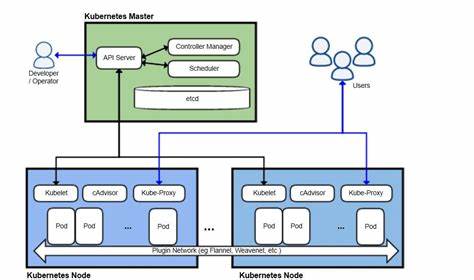 Kubernetes Master
API Server
Controller Manager
Scheduler
etcd
Developer
/ Operator
Users
Kubelet
cAdvisor
Kube-Proxy
Kubelet
cAdvisor
Kube-Proxy
Pod
Pod
...
Pod
...
Pod
Pod
...
Pod
Plugin Network (eg Flannel, Weavenet, etc )
Kubernetes Node
Kubernetes Node